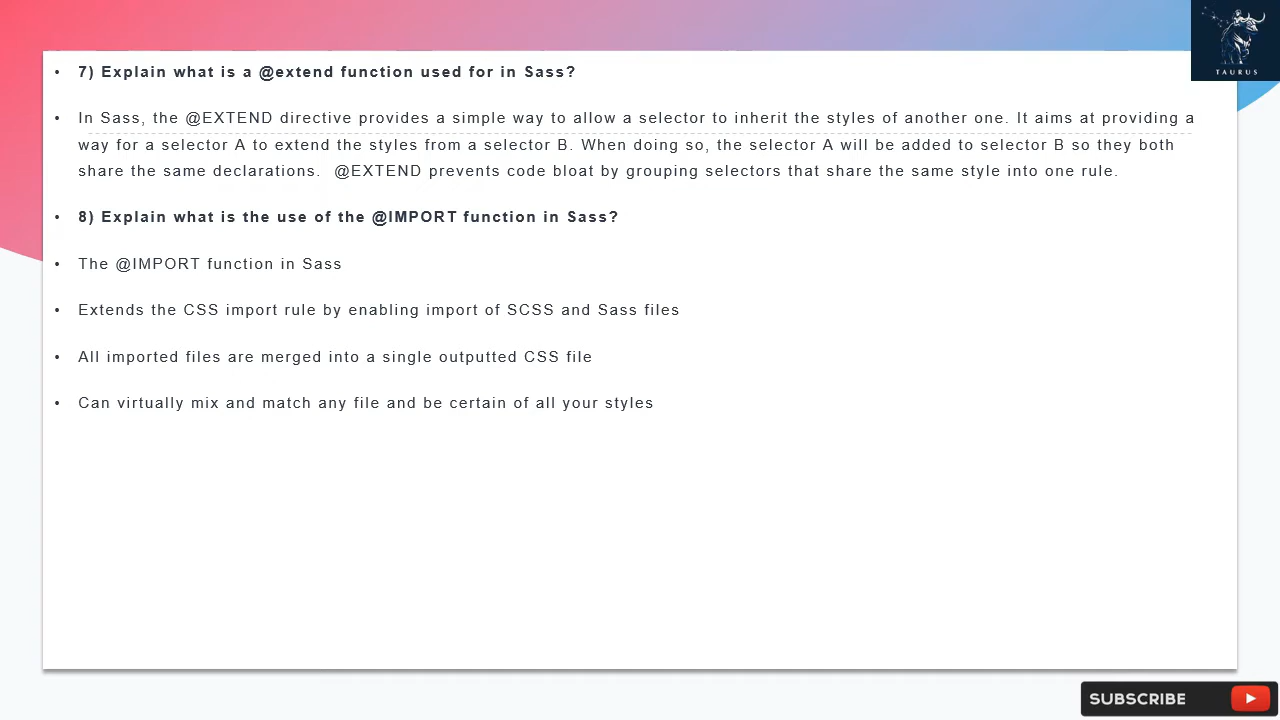 TAURUS
• 7) Explain what is a @extend function used for in Sass?
• In Sass, the @EXTEND directive provides a simple way to allow a selector to inherit the styles of another one. It aims at providing a
way for a selector A to extend the styles from a selector B. When doing so, the selector A will be added to selector B so they both
share the same declarations.  @EXTEND prevents code bloat by grouping selectors that share the same style into one rule.
• 8) Explain what is the use of the @IMPORT function in Sass?
• The @IMPORT function in Sass
• Extends the CSS import rule by enabling import of SCSS and Sass files
• All imported files are merged into a single outputted CSS file
• Can virtually mix and match any file and be certain of all your styles
SUBSCRIBE